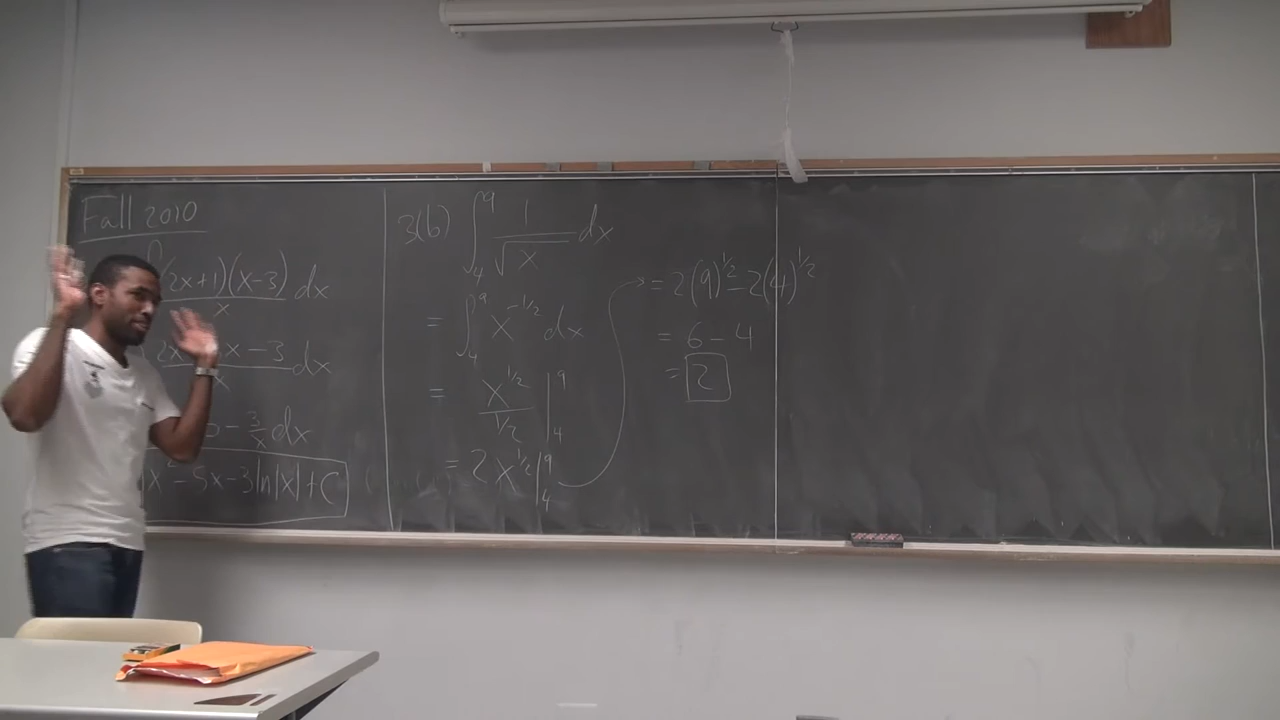 Fall 2010
∫ (2x+1)(x-3) / x dx
x - 3 / x dx
- 3/x dx
x² - 5x - 3 ln|x| + C
3(b) ∫₄⁹ 1/√x dx
= ∫₄⁹ x^(-1/2) dx
= x^(1/2) / (1/2) |₄⁹
= 2x^(1/2) |₄⁹
= 2(9)^(1/2) - 2(4)^(1/2)
= 6 - 4
= 2